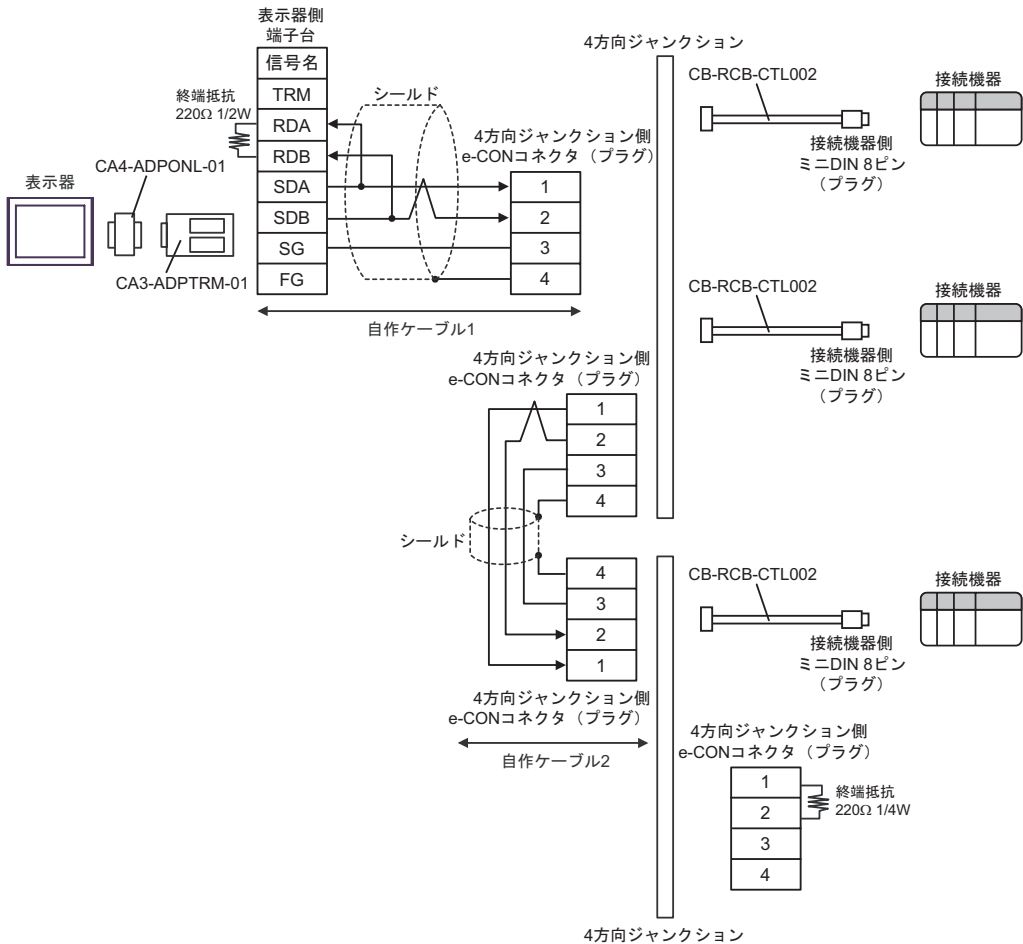 表示器側
端子台
信号名
TRM
RDA
RDB
SDA
SDB
SG
FG
終端抵抗
220Ω 1/2W
シールド
CA4-ADPONL-01
表示器
CA3-ADPTRM-01
4方向ジャンクション側
e-CONコネクタ（プラグ）
1
2
3
4
自作ケーブル1
4方向ジャンクション
CB-RCB-CTL002
接続機器側
ミニDIN 8ピン
（プラグ）
接続機器
CB-RCB-CTL002
接続機器側
ミニDIN 8ピン
（プラグ）
接続機器
4方向ジャンクション側
e-CONコネクタ（プラグ）
1
2
3
4
シールド
4
3
2
1
4方向ジャンクション側
e-CONコネクタ（プラグ）
自作ケーブル2
CB-RCB-CTL002
接続機器側
ミニDIN 8ピン
（プラグ）
接続機器
4方向ジャンクション側
e-CONコネクタ（プラグ）
1
2
3
4
終端抵抗
220Ω 1/4W
4方向ジャンクション